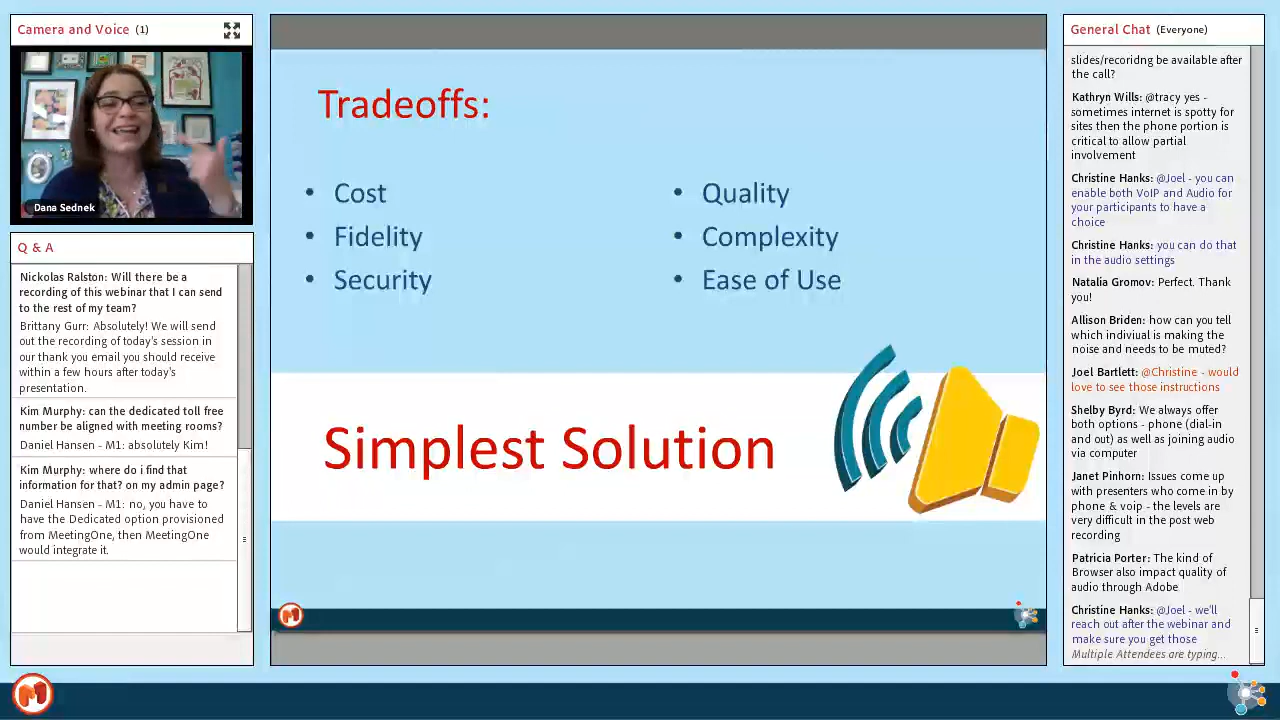 Camera and Voice (1)
Dana Sednek
Q & A
Nickolas Ralston: Will there be a
recording of this webinar that I can send
to the rest of my team?
Brittany Gurr: Absolutely! We will send
out the recording of today's session in
our thank you email you should receive
within a few hours after today's
presentation.
Kim Murphy: can the dedicated toll free
number be aligned with meeting rooms?
Daniel Hansen - M1: absolutely Kim!
Kim Murphy: where do i find that
information for that? on my admin page?
Daniel Hansen - M1: no, you have to
have the Dedicated option provisioned
from MeetingOne, then MeetingOne
would integrate it.
Tradeoffs:
• Cost
• Fidelity
• Security
• Quality
• Complexity
• Ease of Use
Simplest Solution
General Chat (Everyone)
slides/recoridng be available after
the call?
Kathryn Wills: @tracy yes -
sometimes internet is spotty for
sites then the phone portion is
critical to allow partial
involvement
Christine Hanks: @Joel - you can
enable both VoIP and Audio for
your participants to have a
choice
Christine Hanks: you can do that
in the audio settings
Natalia Gromov: Perfect. Thank
you!
Allison Briden: how can you tell
which indiviual is making the
noise and needs to be muted?
Joel Bartlett: @Christine - would
love to see those instructions
Shelby Byrd: We always offer
both options - phone (dial-in
and out) as well as joining audio
via computer
Janet Pinhorn: Issues come up
with presenters who come in by
phone & voip - the levels are
very difficult in the post web
recording
Patricia Porter: The kind of
Browser also impact quality of
audio through Adobe
Christine Hanks: @Joel - we'll
reach out after the webinar and
make sure you get those
Multiple Attendees are typing...